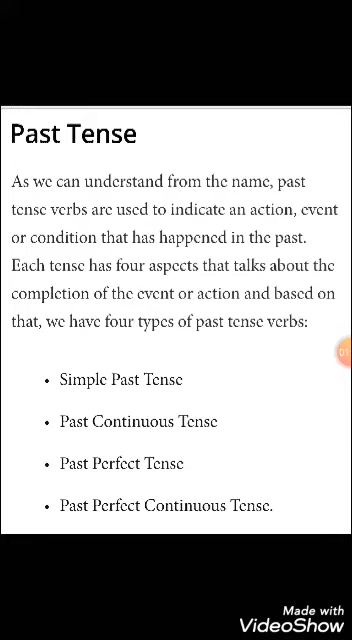 Past Tense
As we can understand from the name, past
tense verbs are used to indicate an action, event
or condition that has happened in the past.
Each tense has four aspects that talks about the
completion of the event or action and based on
that, we have four types of past tense verbs:
• Simple Past Tense
• Past Continuous Tense
• Past Perfect Tense
• Past Perfect Continuous Tense.
Made with
VideoShow